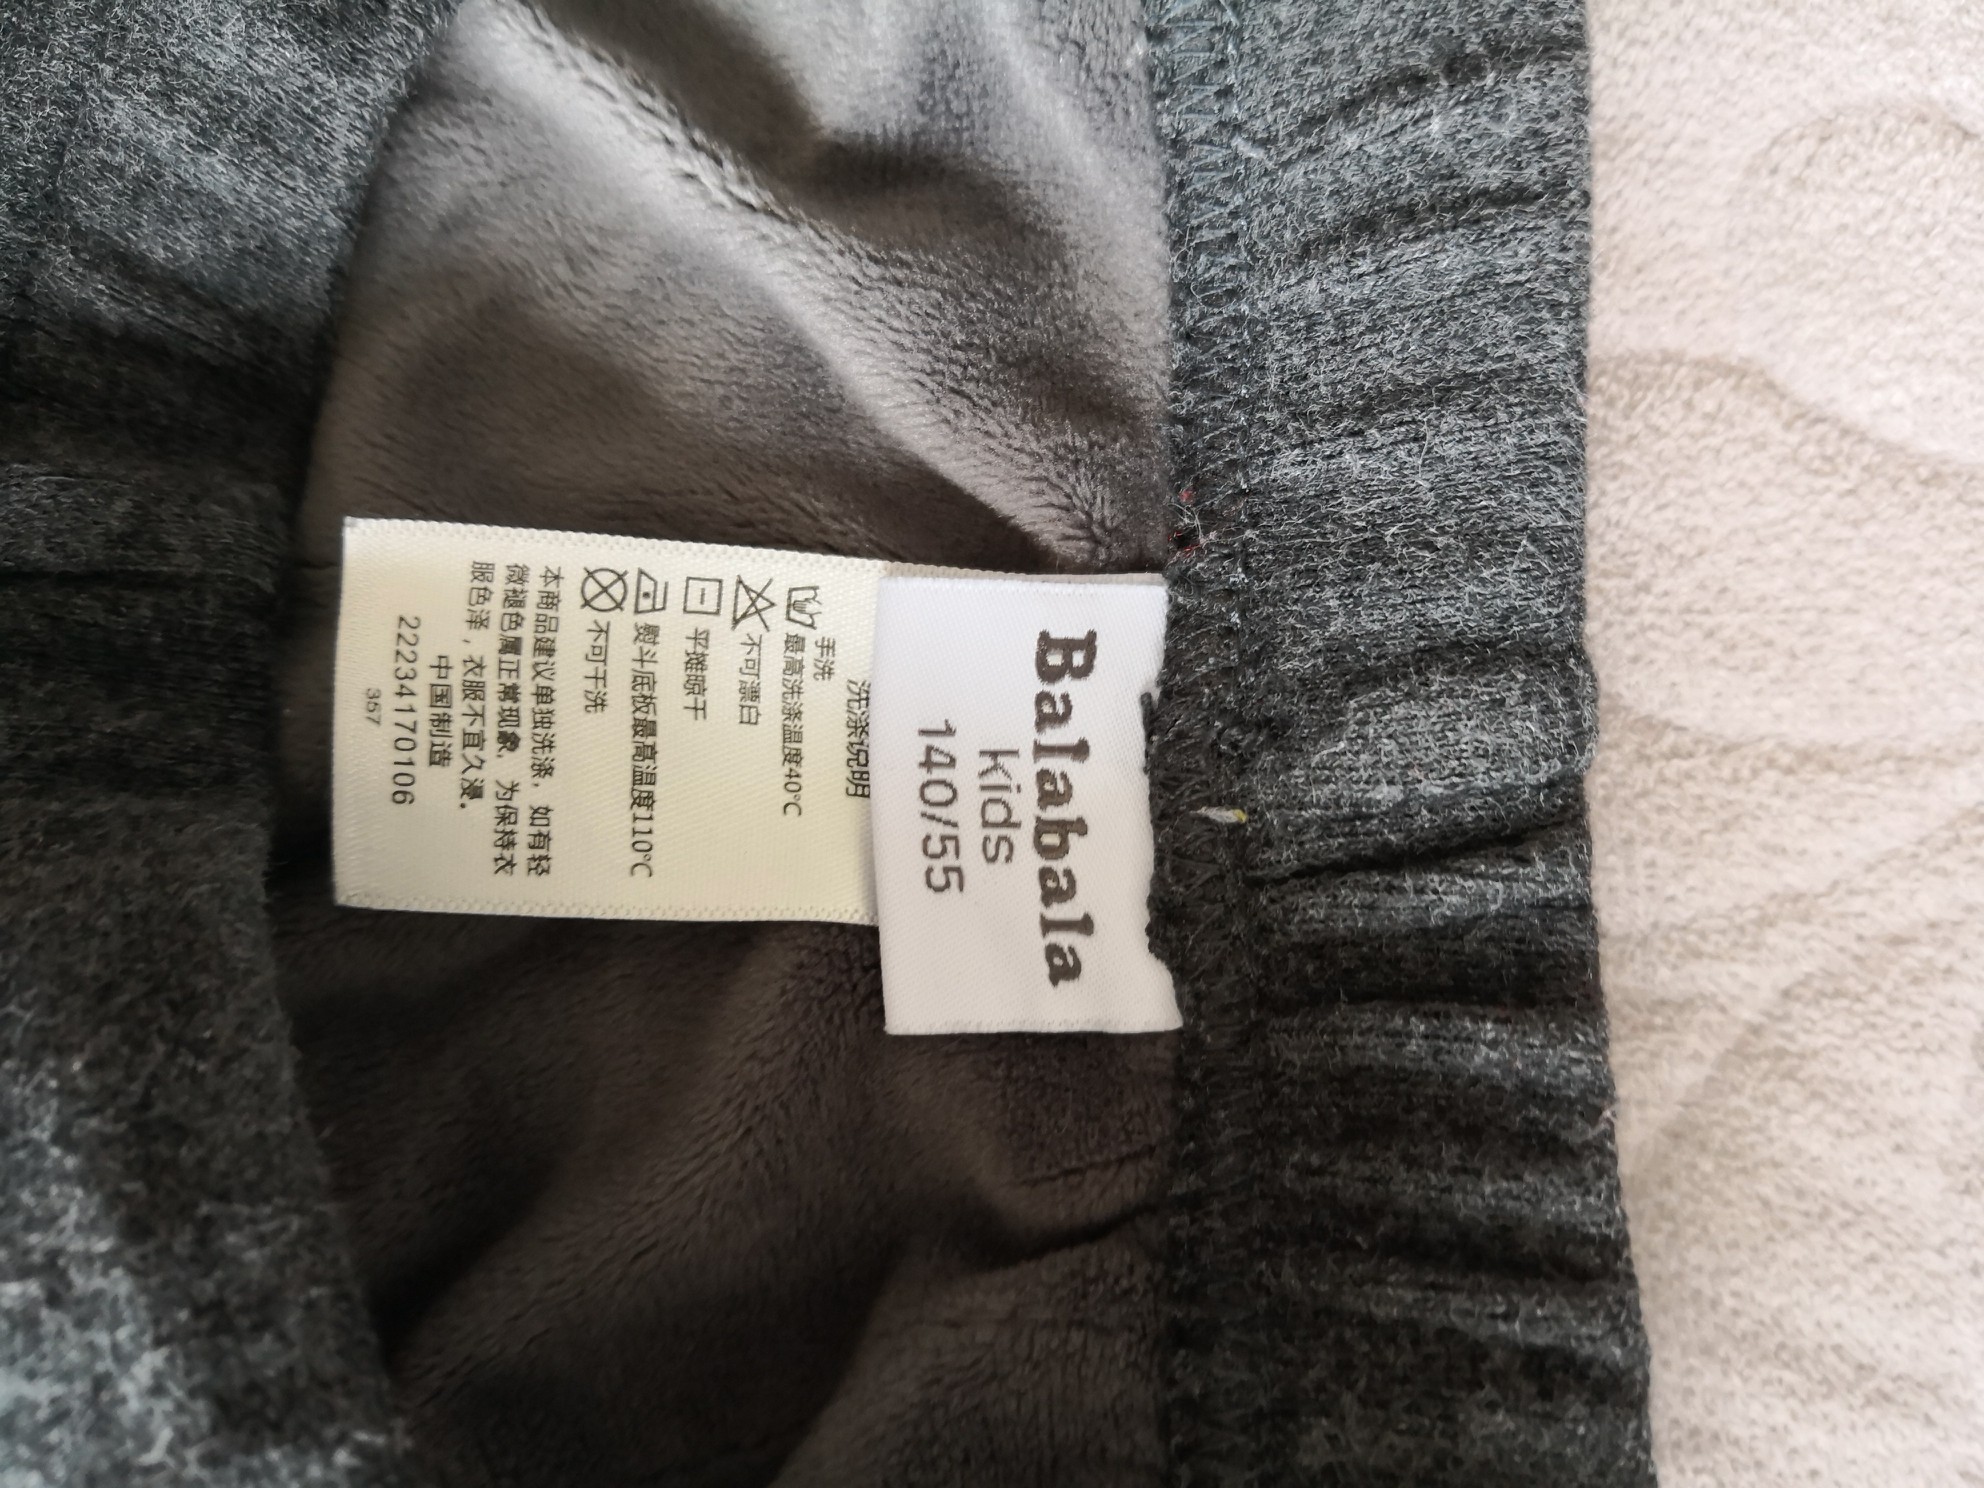 Balabala
kids
140/55
洗涤说明
手洗
最高洗涤温度40℃
不可漂白
平摊晾干
熨斗底板最高温度110℃
不可干洗
本商品建议单独洗涤，如有轻
微褪色属正常现象，为保持衣
服色泽，衣服不宜久浸。
222341170106
中国制造
357